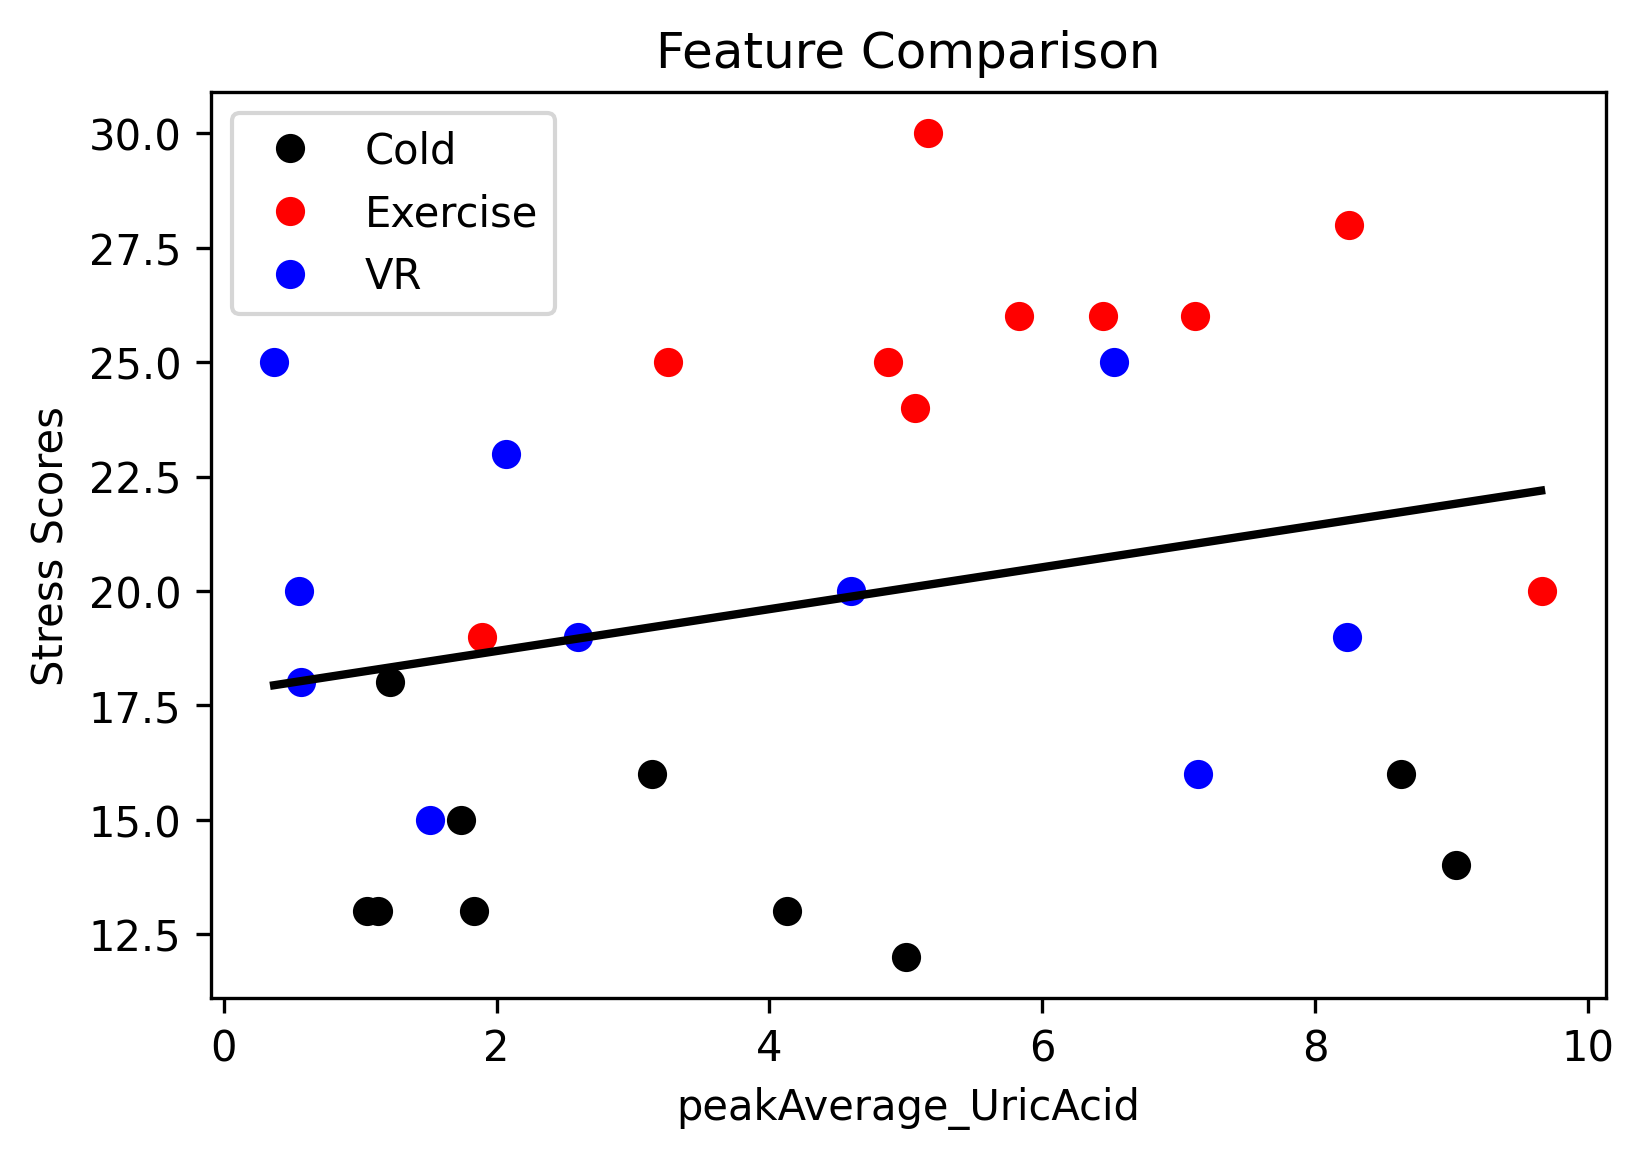 Feature Comparison
Cold
Exercise
VR
30.0
27.5
25.0
22.5
20.0
17.5
15.0
12.5
Stress Scores
0 2 4 6 8 10
peakAverage_UricAcid